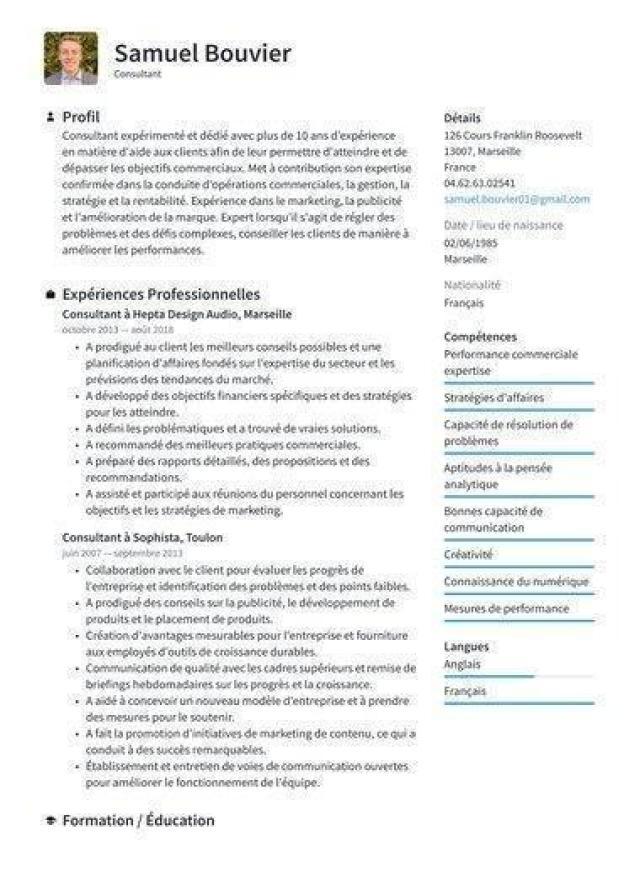 Samuel Bouvier
Consultant
Profil
Consultant expérimenté et dédié avec plus de 10 ans d'expérience
en matière d'aide aux clients afin de leur permettre d'atteindre et de
dépasser les objectifs commerciaux. Met à contribution son expertise
confirmée dans la conduite d'opérations commerciales, la gestion, la
stratégie et la rentabilité. Expérience dans le marketing, la publicité
et l'amélioration de la marque. Expert lorsqu'il s'agit de régler des
problèmes et des défis complexes, conseiller les clients de manière à
améliorer les performances.
Expériences Professionnelles
Consultant à Hepta Design Audio, Marseille
octobre 2013 — août 2018
• A prodigué au client les meilleurs conseils possibles et une
planification d'affaires fondés sur l'expertise du secteur et les
prévisions des tendances du marché.
• A développé des objectifs financiers spécifiques et des stratégies
pour les atteindre.
• A défini les problématiques et a trouvé de vraies solutions.
• A recommandé des meilleurs pratiques commerciales.
• A préparé des rapports détaillés, des propositions et des
recommandations.
• A assisté et participé aux réunions du personnel concernant les
objectifs et les stratégies de marketing.
Consultant à Sophista, Toulon
juin 2007 — septembre 2013
• Collaboration avec le client pour évaluer les progrès de
l'entreprise et identification des problèmes et des points faibles.
• A prodigué des conseils sur la publicité, le développement de
produits et le placement de produits.
• Création d'avantages mesurables pour l'entreprise et fourniture
aux employés d'outils de croissance durables.
• Communication de qualité avec les cadres supérieurs et remise de
briefings hebdomadaires sur les progrès et la croissance.
• A aidé à concevoir un nouveau modèle d'entreprise et à prendre
des mesures pour le soutenir.
• A fait la promotion d'initiatives de marketing de contenu, ce qui a
conduit à des succès remarquables.
• Établissement et entretien de voies de communication ouvertes
pour améliorer le fonctionnement de l'équipe.
Formation / Éducation
Détails
126 Cours Franklin Roosevelt
13007, Marseille
France
04.62.63.02541
samuel.bouvier01@gmail.com
Date / lieu de naissance
02/06/1985
Marseille
Nationalité
Français
Compétences
Performance commerciale
expertise
Stratégies d'affaires
Capacité de résolution de
problèmes
Aptitudes à la pensée
analytique
Bonnes capacité de
communication
Créativité
Connaissance du numérique
Mesures de performance
Langues
Anglais
Français